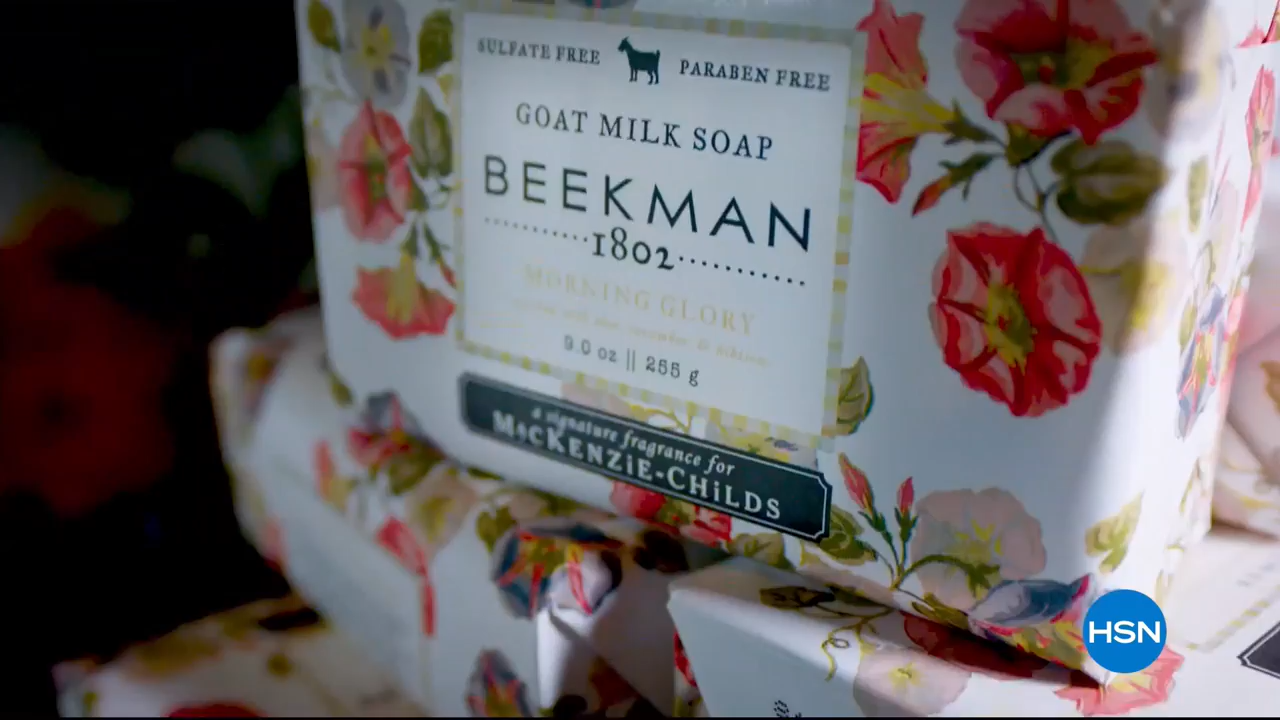 SULFATE FREE PARABEN FREE
GOAT MILK SOAP
BEEKMAN
1802
MORNING GLORY
9.0 oz || 255 g
a signature fragrance for
MacKENZiE-CHiLDS
HSN